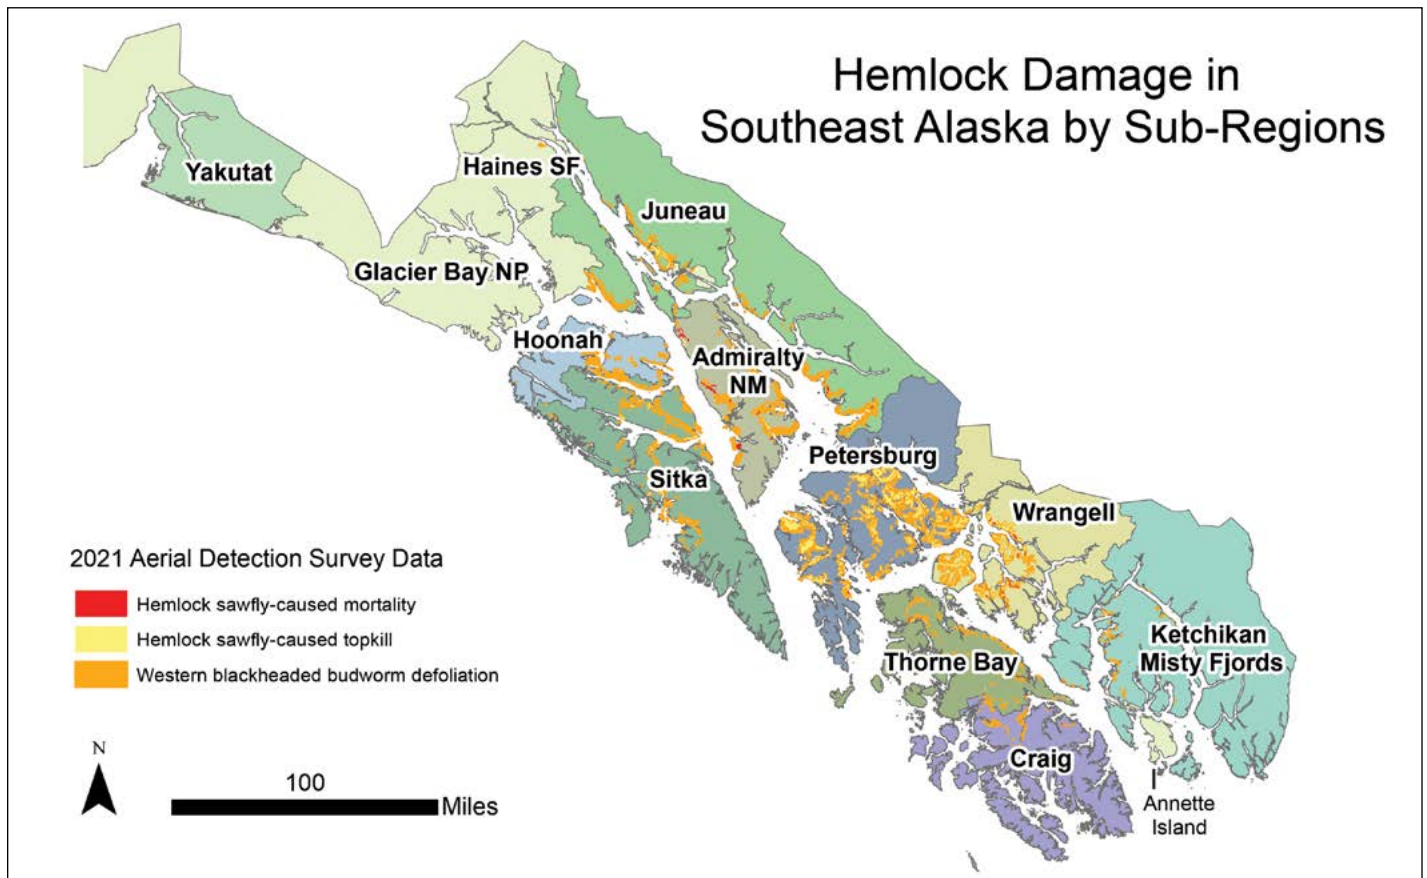 Hemlock Damage in
Southeast Alaska by Sub-Regions
Yakutat
Haines SF
Juneau
Glacier Bay NP
Hoonah
Admiralty
NM
Petersburg
Sitka
Wrangell
Ketchikan
Misty Fjords
Thorne Bay
Craig
Annette
Island
2021 Aerial Detection Survey Data
Hemlock sawfly-caused mortality
Hemlock sawfly-caused topkill
Western blackheaded budworm defoliation
N
100
Miles